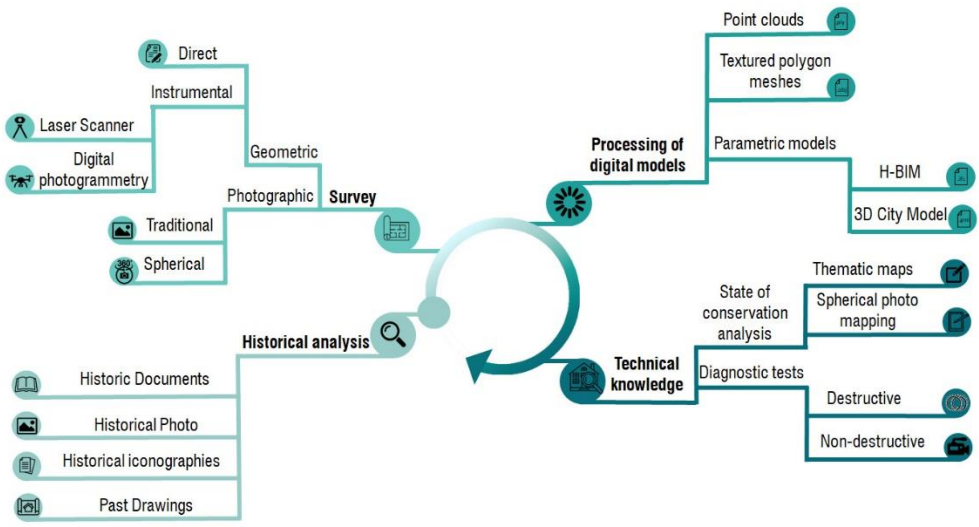 Direct
Instrumental
Laser Scanner
Digital
photogrammetry
Geometric
Photographic
Survey
Traditional
360°
Spherical
Historical analysis
Historic Documents
Historical Photo
Historical iconographies
Past Drawings
Point clouds
Textured polygon
meshes
Processing of
digital models
Parametric models
H-BIM
3D City Model
Thematic maps
State of
conservation
analysis
Spherical photo
mapping
Technical
knowledge
Diagnostic tests
Destructive
Non-destructive